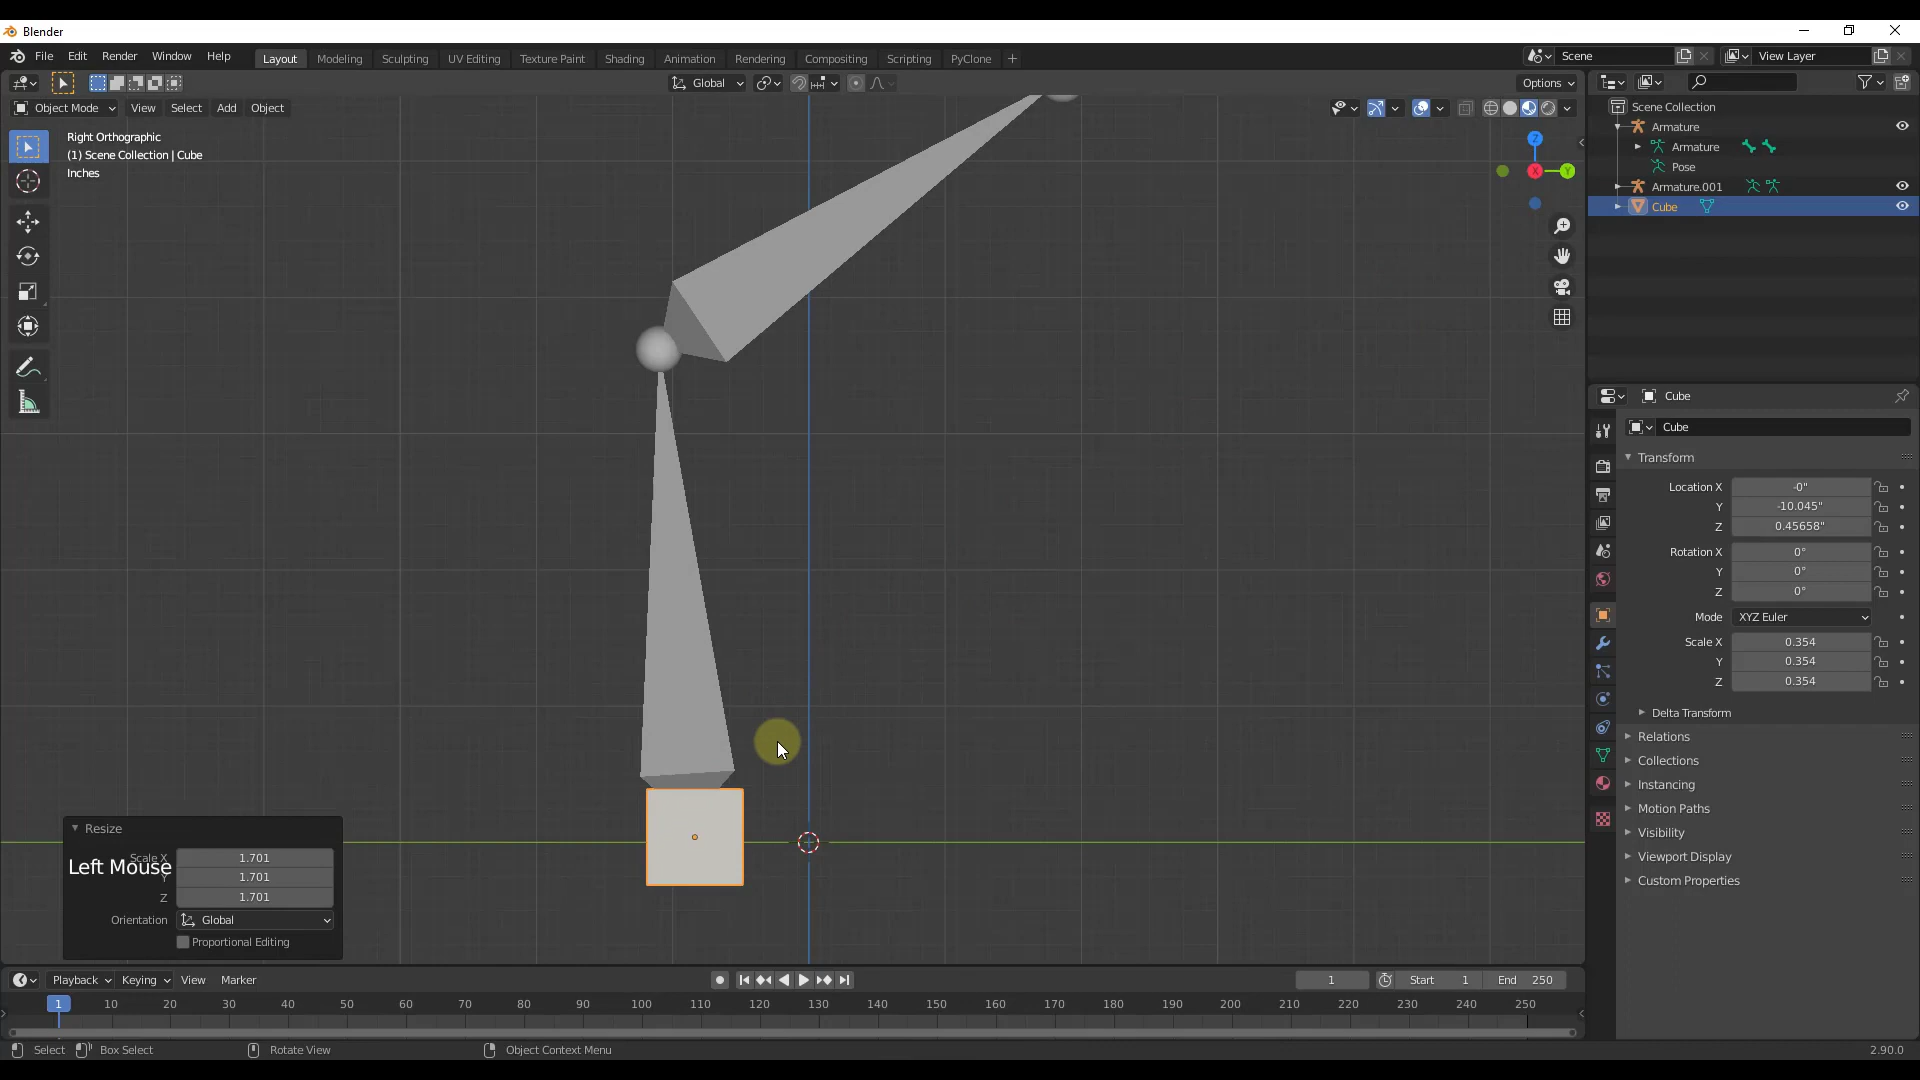 Blender
File Edit Render Window Help Layout Modeling Sculpting UV Editing Texture Paint Shading Animation Rendering Compositing Scripting PyClone + Scene View Layer
Global Options
Object Mode View Select Add Object
Right Orthographic
(1) Scene Collection | Cube
Inches
Z
X
Y
Scene Collection
Armature
Armature
Pose
Armature.001
Cube
Cube
Cube
Transform
Location X -0"
Y -10.045"
Z 0.45658"
Rotation X 0°
Y 0°
Z 0°
Mode XYZ Euler
Scale X 0.354
Y 0.354
Z 0.354
Delta Transform
Relations
Collections
Instancing
Motion Paths
Visibility
Viewport Display
Custom Properties
Resize
Scale X 1.701
Left Mouse
Y 1.701
Z 1.701
Orientation Global
Proportional Editing
Playback Keying View Marker 1 Start 1 End 250
1 10 20 30 40 50 60 70 80 90 100 110 120 130 140 150 160 170 180 190 200 210 220 230 240 250
Select Box Select Rotate View Object Context Menu 2.90.0